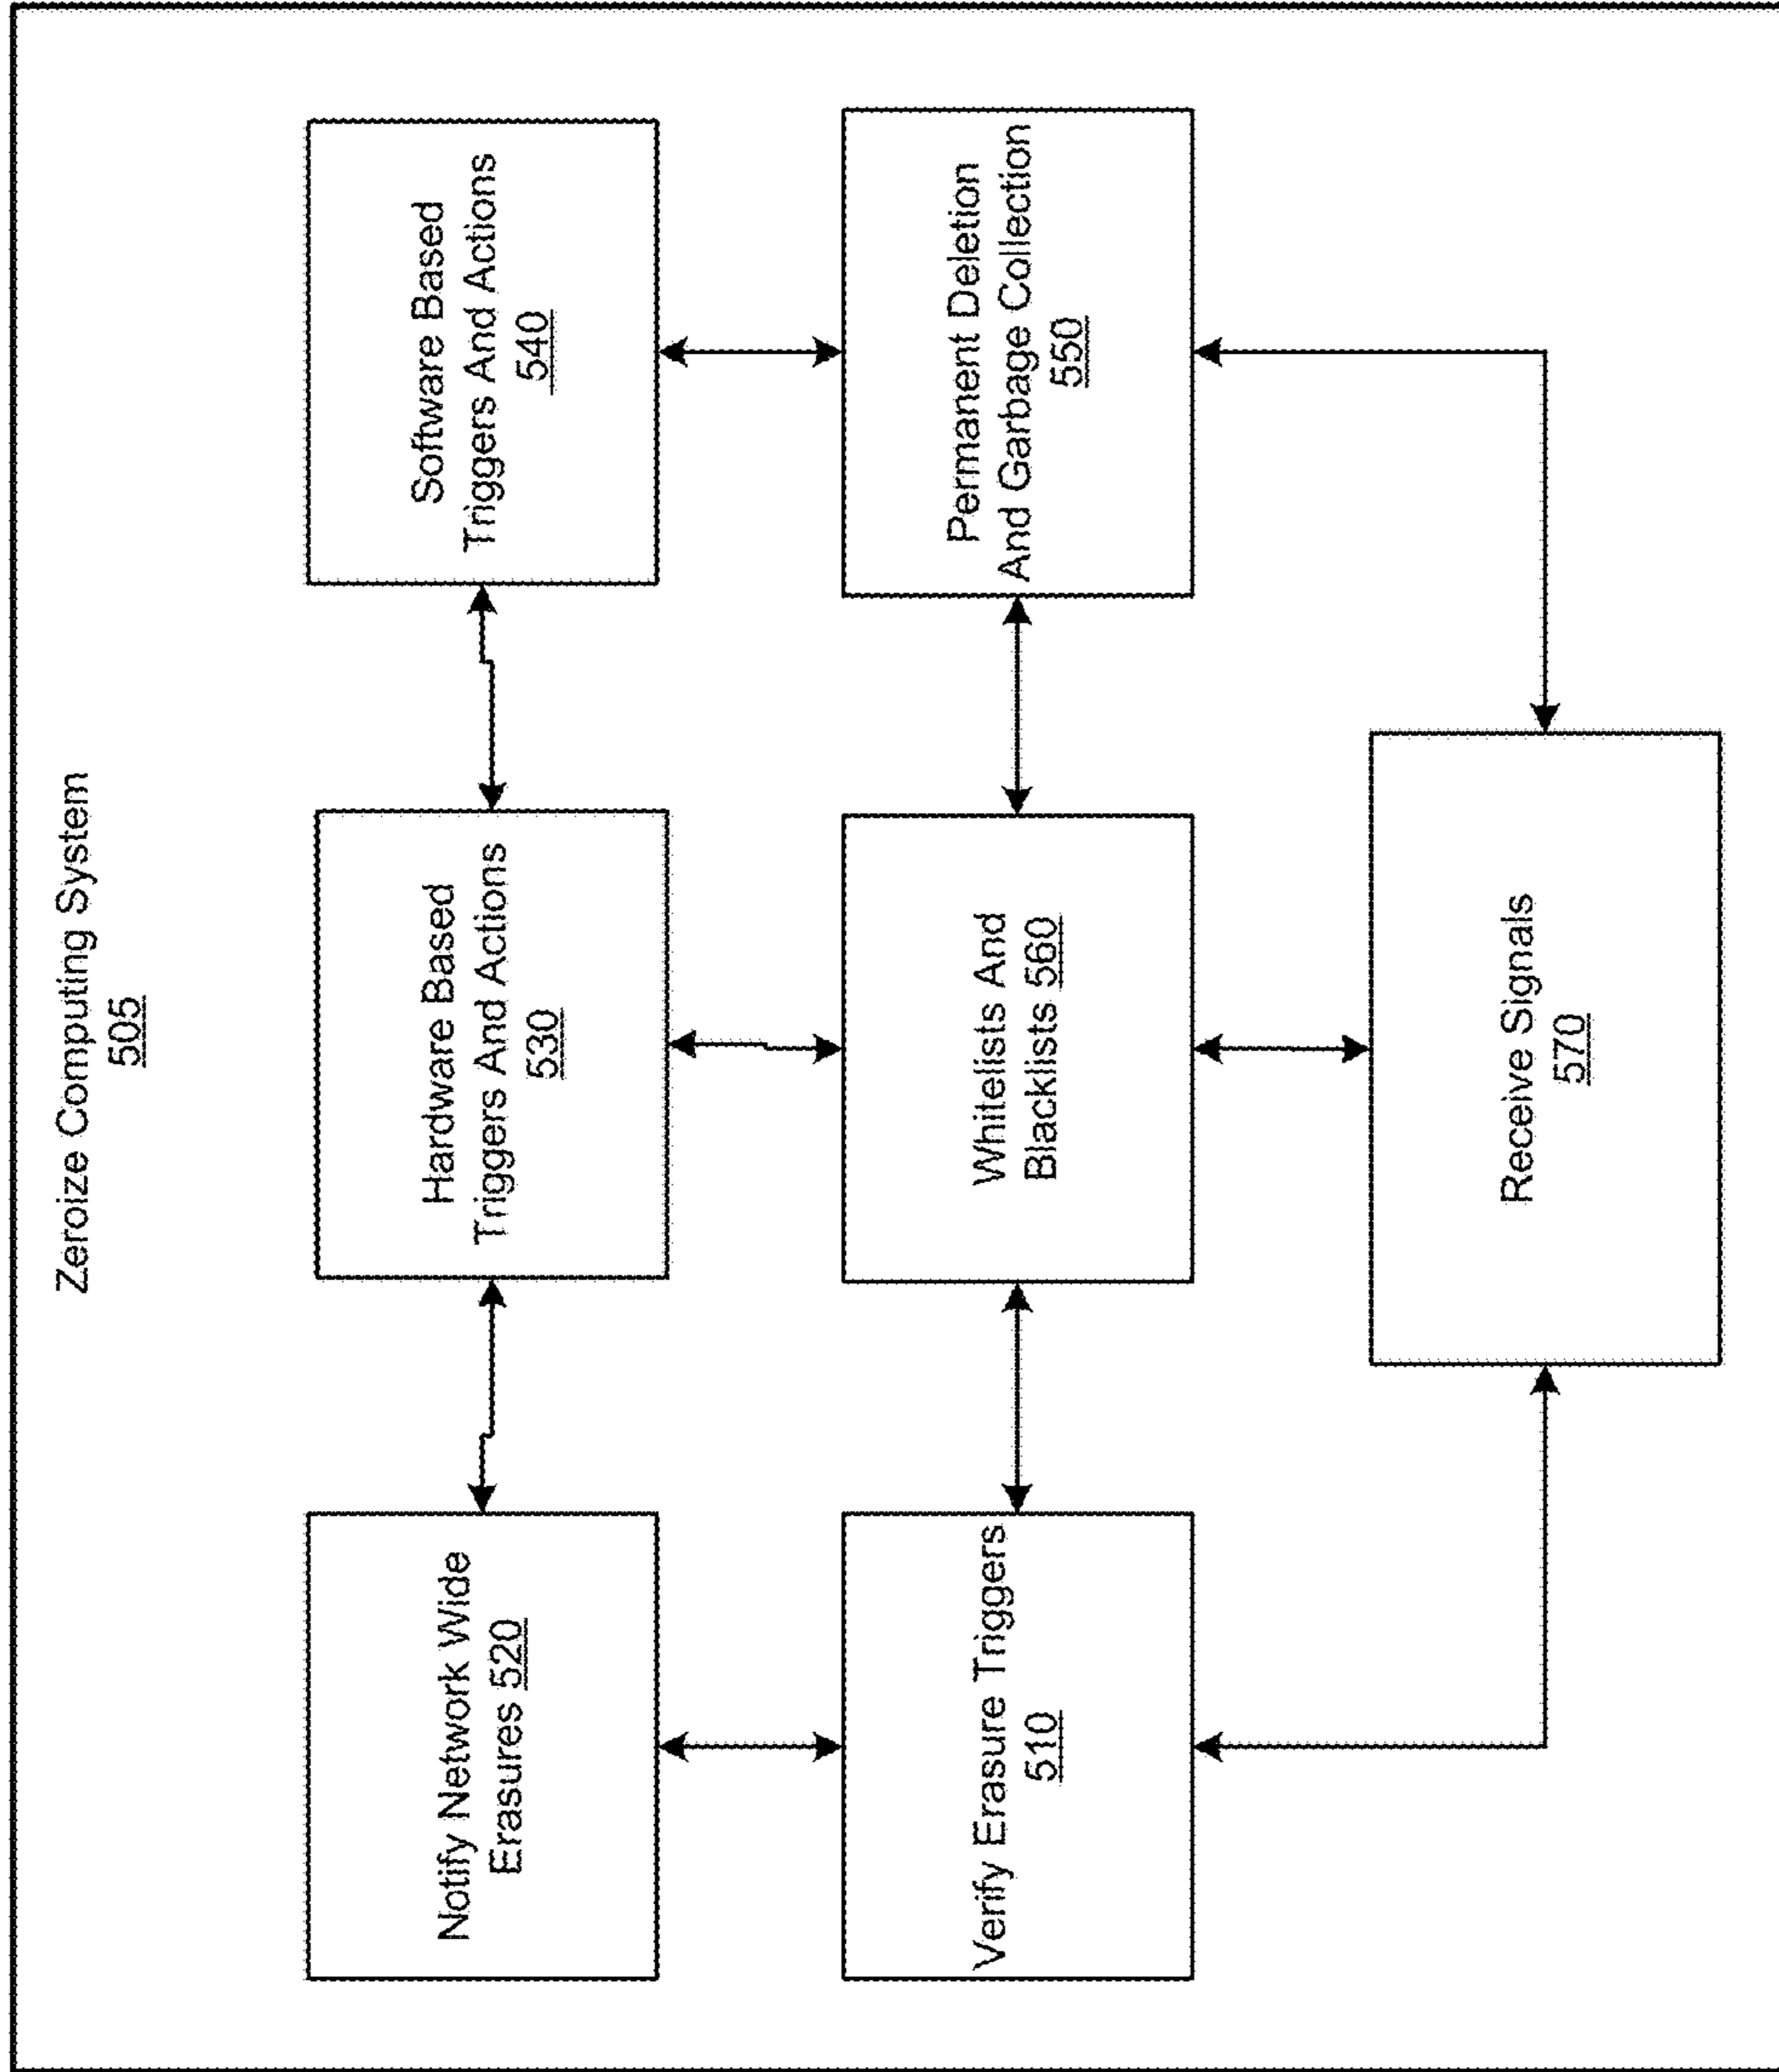 Zeroize Computing System
505
Notify Network Wide
Erasures 520
Hardware Based
Triggers And Actions
530
Software Based
Triggers And Actions
540
Verify Erasure Triggers
510
Whitelists And
Blacklists 560
Permanent Deletion
And Garbage Collection
550
Receive Signals
570